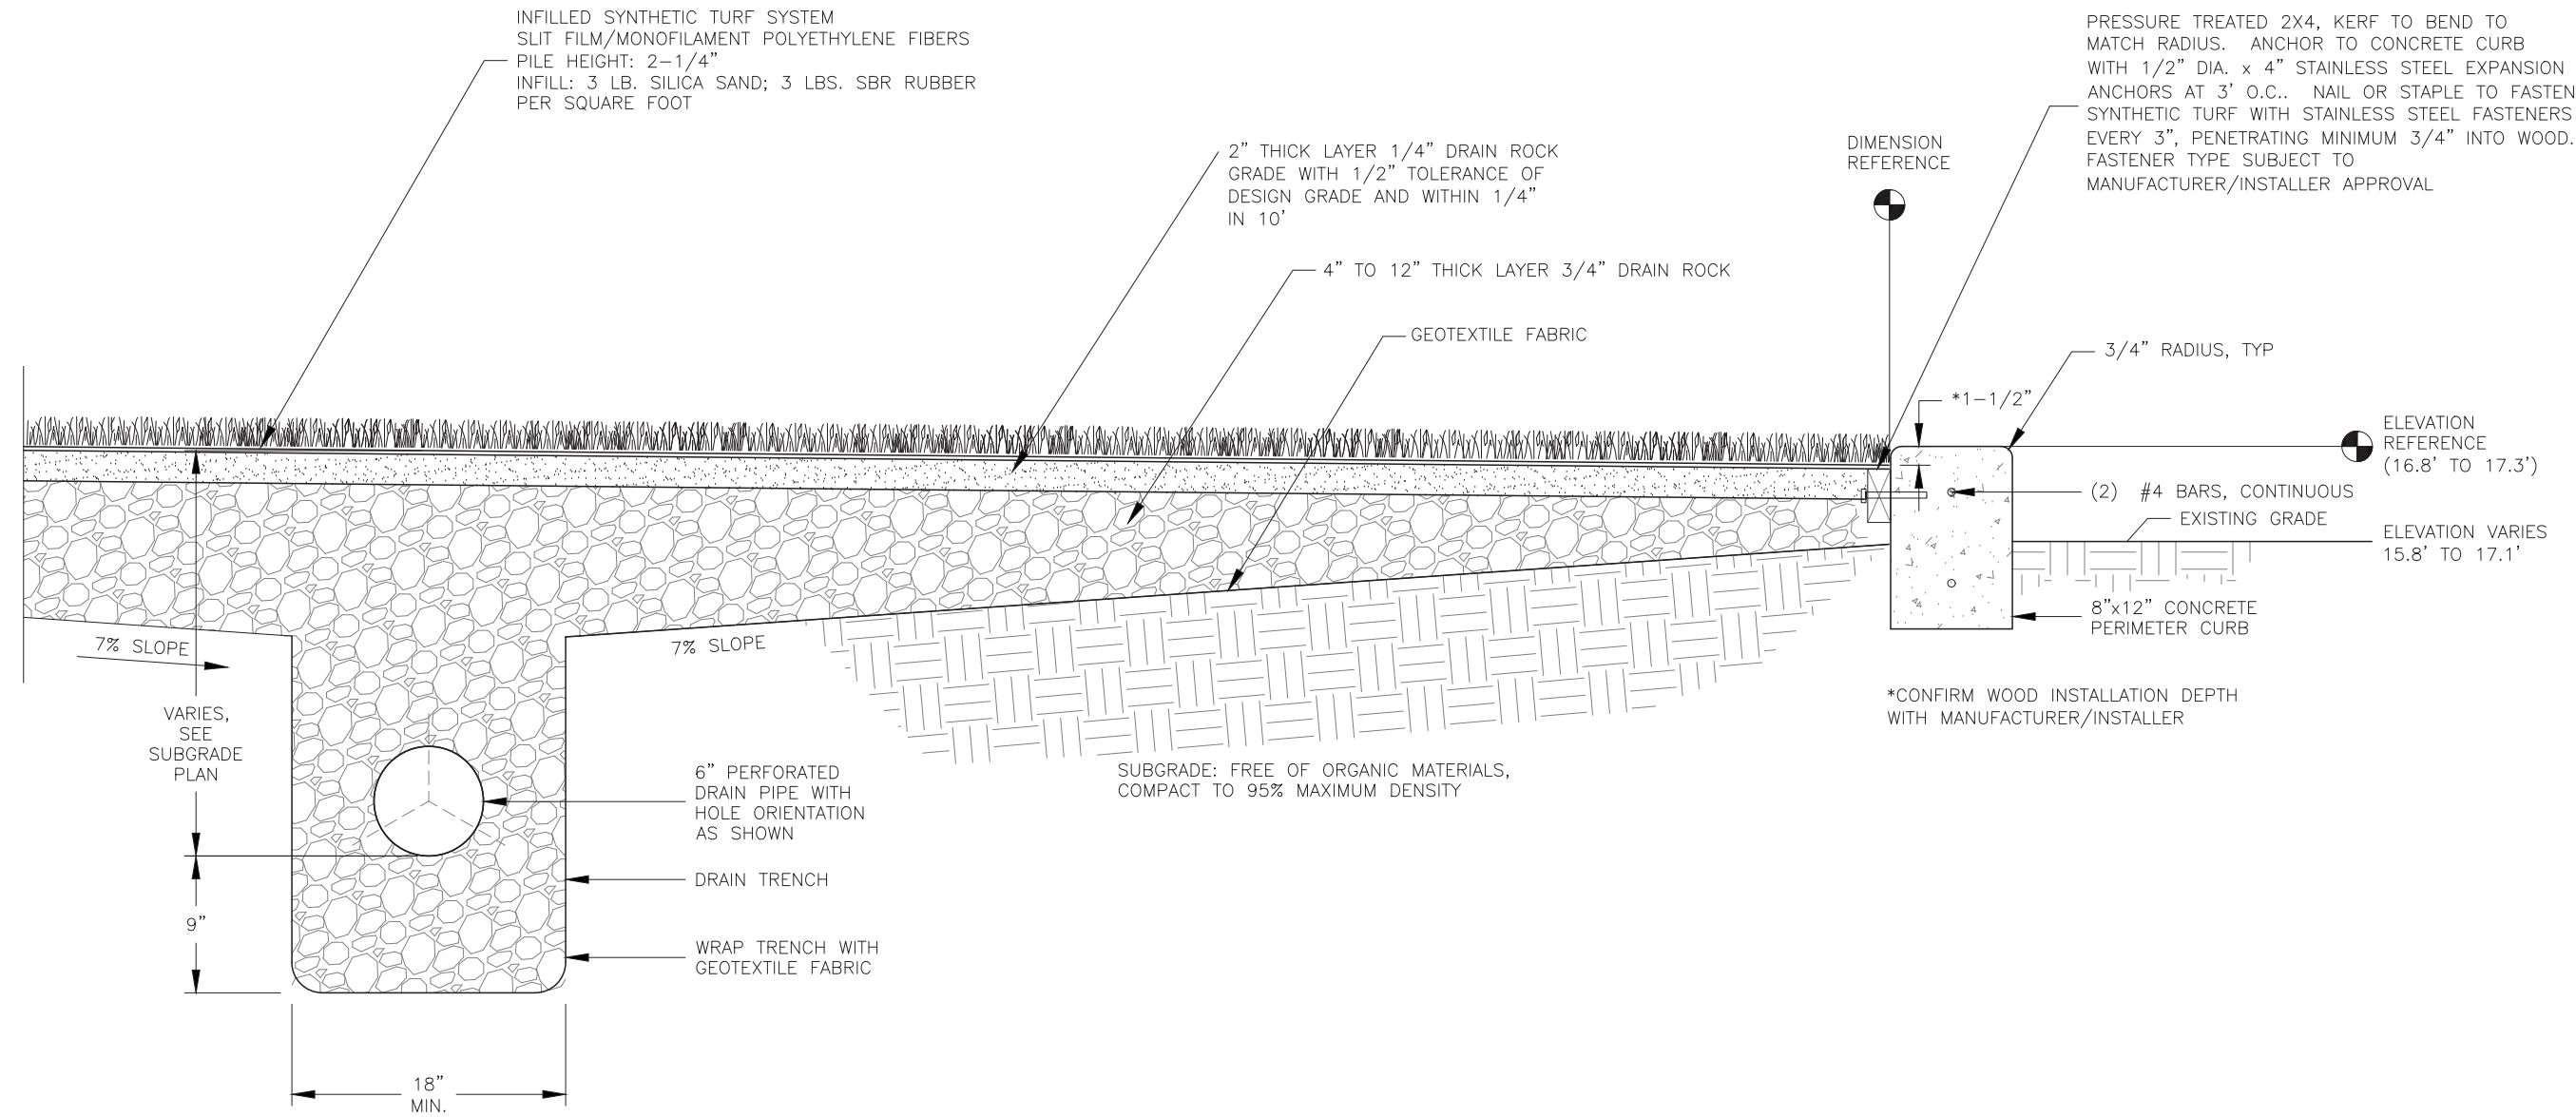 INFILLED SYNTHETIC TURF SYSTEM
SLIT FILM/MONOFILAMENT POLYETHYLENE FIBERS
PILE HEIGHT: 2-1/4"
INFILL: 3 LB. SILICA SAND; 3 LBS. SBR RUBBER
PER SQUARE FOOT
PRESSURE TREATED 2X4, KERF TO BEND TO
MATCH RADIUS. ANCHOR TO CONCRETE CURB
WITH 1/2" DIA. x 4" STAINLESS STEEL EXPANSION
ANCHORS AT 3' O.C.. NAIL OR STAPLE TO FASTEN
SYNTHETIC TURF WITH STAINLESS STEEL FASTENERS
EVERY 3", PENETRATING MINIMUM 3/4" INTO WOOD.
FASTENER TYPE SUBJECT TO
MANUFACTURER/INSTALLER APPROVAL
2" THICK LAYER 1/4" DRAIN ROCK
GRADE WITH 1/2" TOLERANCE OF
DESIGN GRADE AND WITHIN 1/4"
IN 10'
DIMENSION
REFERENCE
4" TO 12" THICK LAYER 3/4" DRAIN ROCK
GEOTEXTILE FABRIC
3/4" RADIUS, TYP
*1-1/2"
ELEVATION
REFERENCE
(16.8' TO 17.3')
(2) #4 BARS, CONTINUOUS
EXISTING GRADE
ELEVATION VARIES
15.8' TO 17.1'
8"x12" CONCRETE
PERIMETER CURB
7% SLOPE
7% SLOPE
*CONFIRM WOOD INSTALLATION DEPTH
WITH MANUFACTURER/INSTALLER
VARIES,
SEE
SUBGRADE
PLAN
6" PERFORATED
DRAIN PIPE WITH
HOLE ORIENTATION
AS SHOWN
SUBGRADE: FREE OF ORGANIC MATERIALS,
COMPACT TO 95% MAXIMUM DENSITY
DRAIN TRENCH
9"
WRAP TRENCH WITH
GEOTEXTILE FABRIC
18"
MIN.